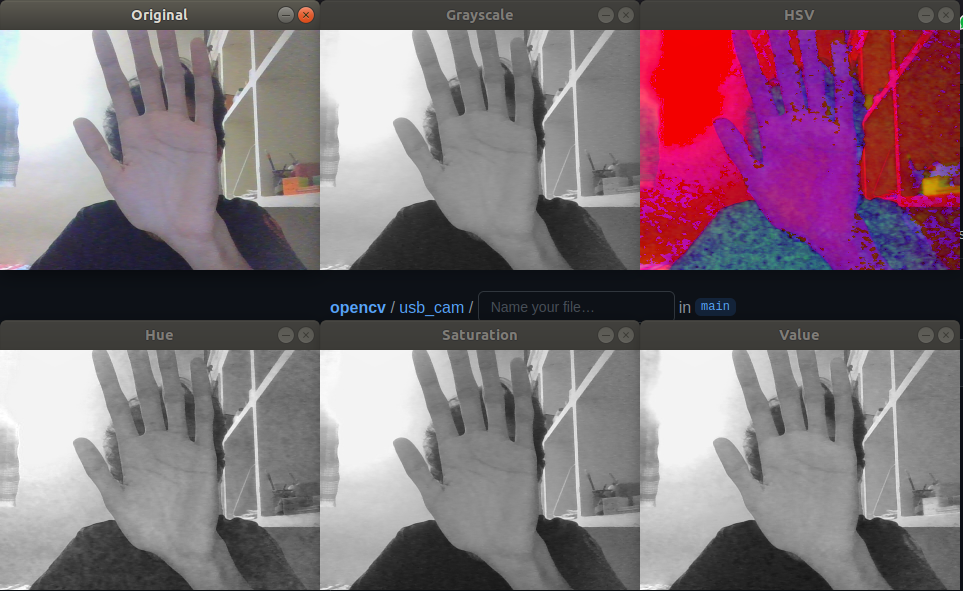 Original
Grayscale
HSV
opencv / usb_cam / Name your file... in main
Hue
Saturation
Value